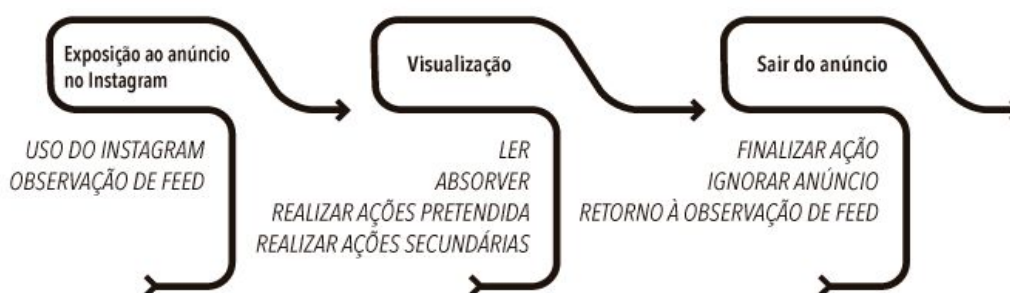 Exposição ao anúncio
no Instagram
USO DO INSTAGRAM
OBSERVAÇÃO DE FEED
Visualização
LER
ABSORVER
REALIZAR AÇÕES PRETENDIDA
REALIZAR AÇÕES SECUNDÁRIAS
Sair do anúncio
FINALIZAR AÇÃO
IGNORAR ANÚNCIO
RETORNO À OBSERVAÇÃO DE FEED